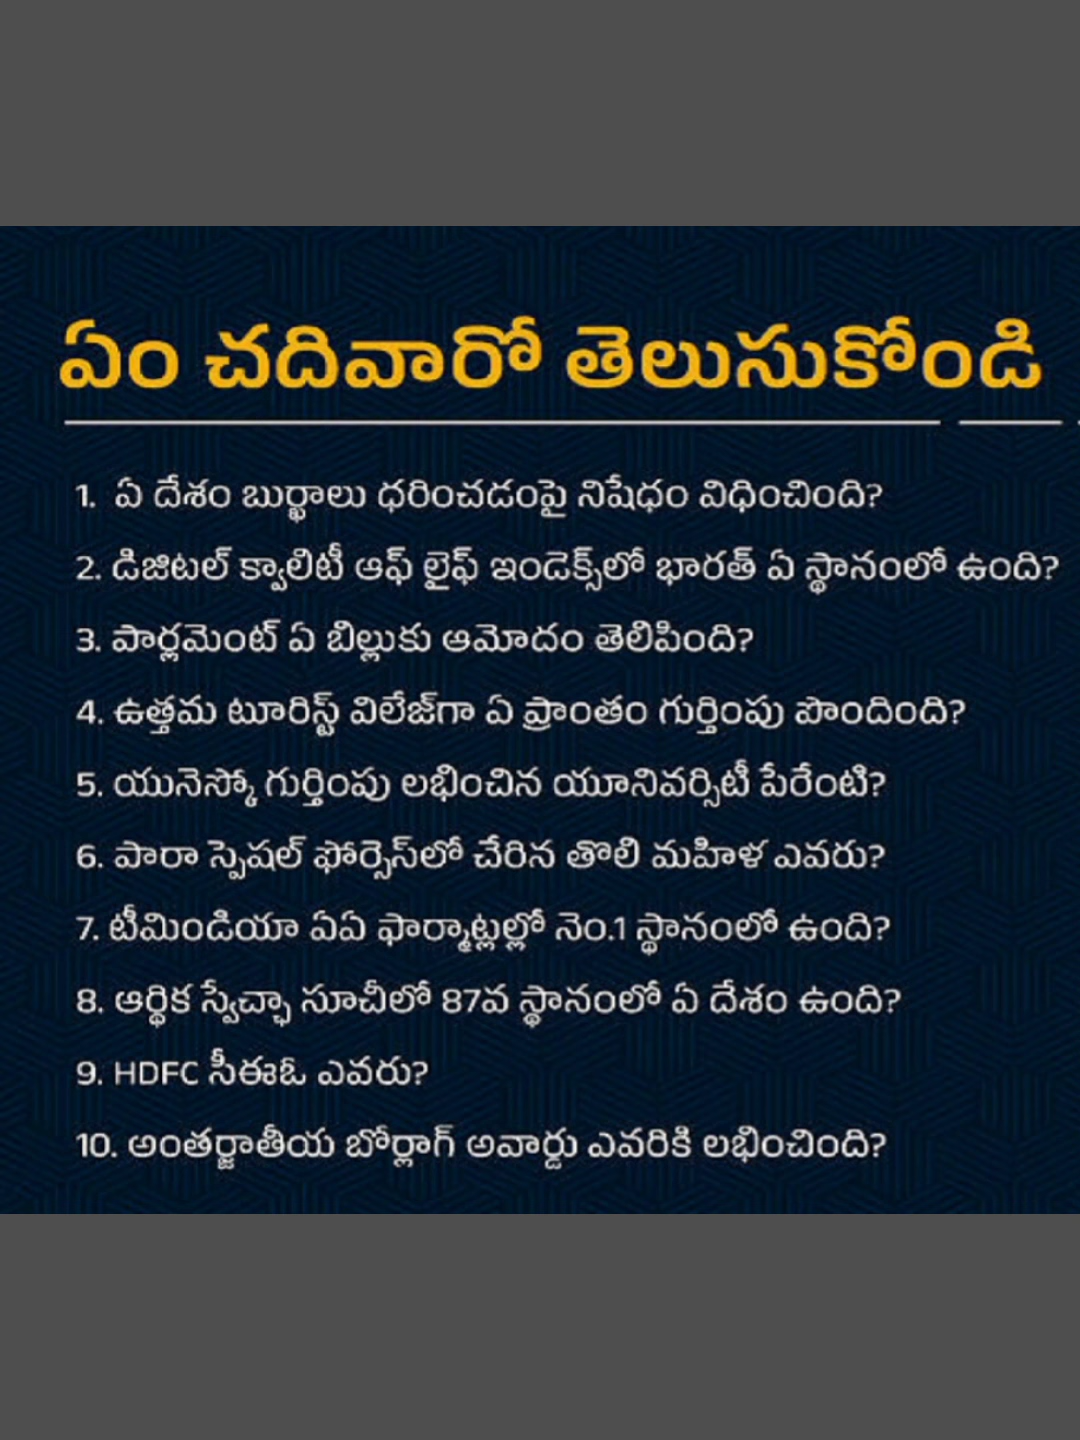 ఏం చదివారో తెలుసుకోండి
1. ఏ దేశం బుర్ఖాలు ధరించడంపై నిషేధం విధించింది?
2. డిజిటల్ క్వాలిటీ ఆఫ్ లైఫ్ ఇండెక్స్‌లో భారత్ ఏ స్థానంలో ఉంది?
3. పార్లమెంట్ ఏ బిల్లుకు ఆమోదం తెలిపింది?
4. ఉత్తమ టూరిస్ట్ విలేజ్‌గా ఏ ప్రాంతం గుర్తింపు పొందింది?
5. యునెస్కో గుర్తింపు లభించిన యూనివర్సిటీ పేరేంటి?
6. పారా స్పెషల్ ఫోర్సెస్‌లో చేరిన తొలి మహిళ ఎవరు?
7. టీమిండియా ఏఏ ఫార్మాట్లల్లో నెం.1 స్థానంలో ఉంది?
8. ఆర్థిక స్వేచ్ఛా సూచీలో 87వ స్థానంలో ఏ దేశం ఉంది?
9. HDFC సీఈఓ ఎవరు?
10. అంతర్జాతీయ బోర్లాగ్ అవార్డు ఎవరికి లభించింది?